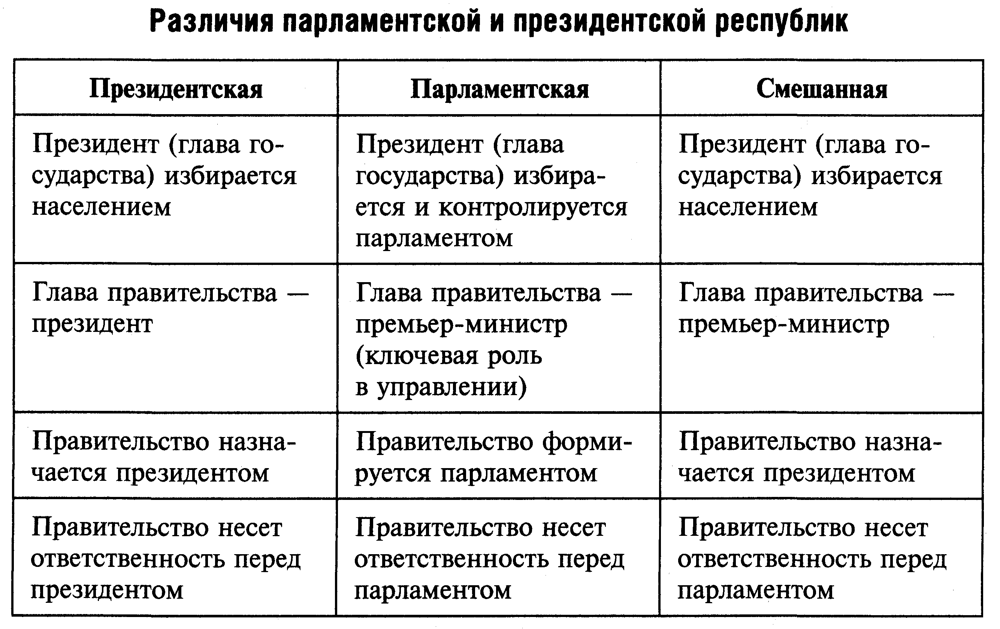 Различия парламентской и президентской республик
Президентская
Парламентская
Смешанная
Президент (глава го-
сударства) избирается
населением
Президент (глава
государства) избира-
ется и контролируется
парламентом
Президент (глава го-
сударства) избирается
населением
Глава правительства —
президент
Глава правительства —
премьер-министр
(ключевая роль
в управлении)
Глава правительства —
премьер-министр
Правительство назна-
чается президентом
Правительство форми-
руется парламентом
Правительство назна-
чается президентом
Правительство несет
ответственность перед
президентом
Правительство несет
ответственность перед
парламентом
Правительство несет
ответственность перед
парламентом